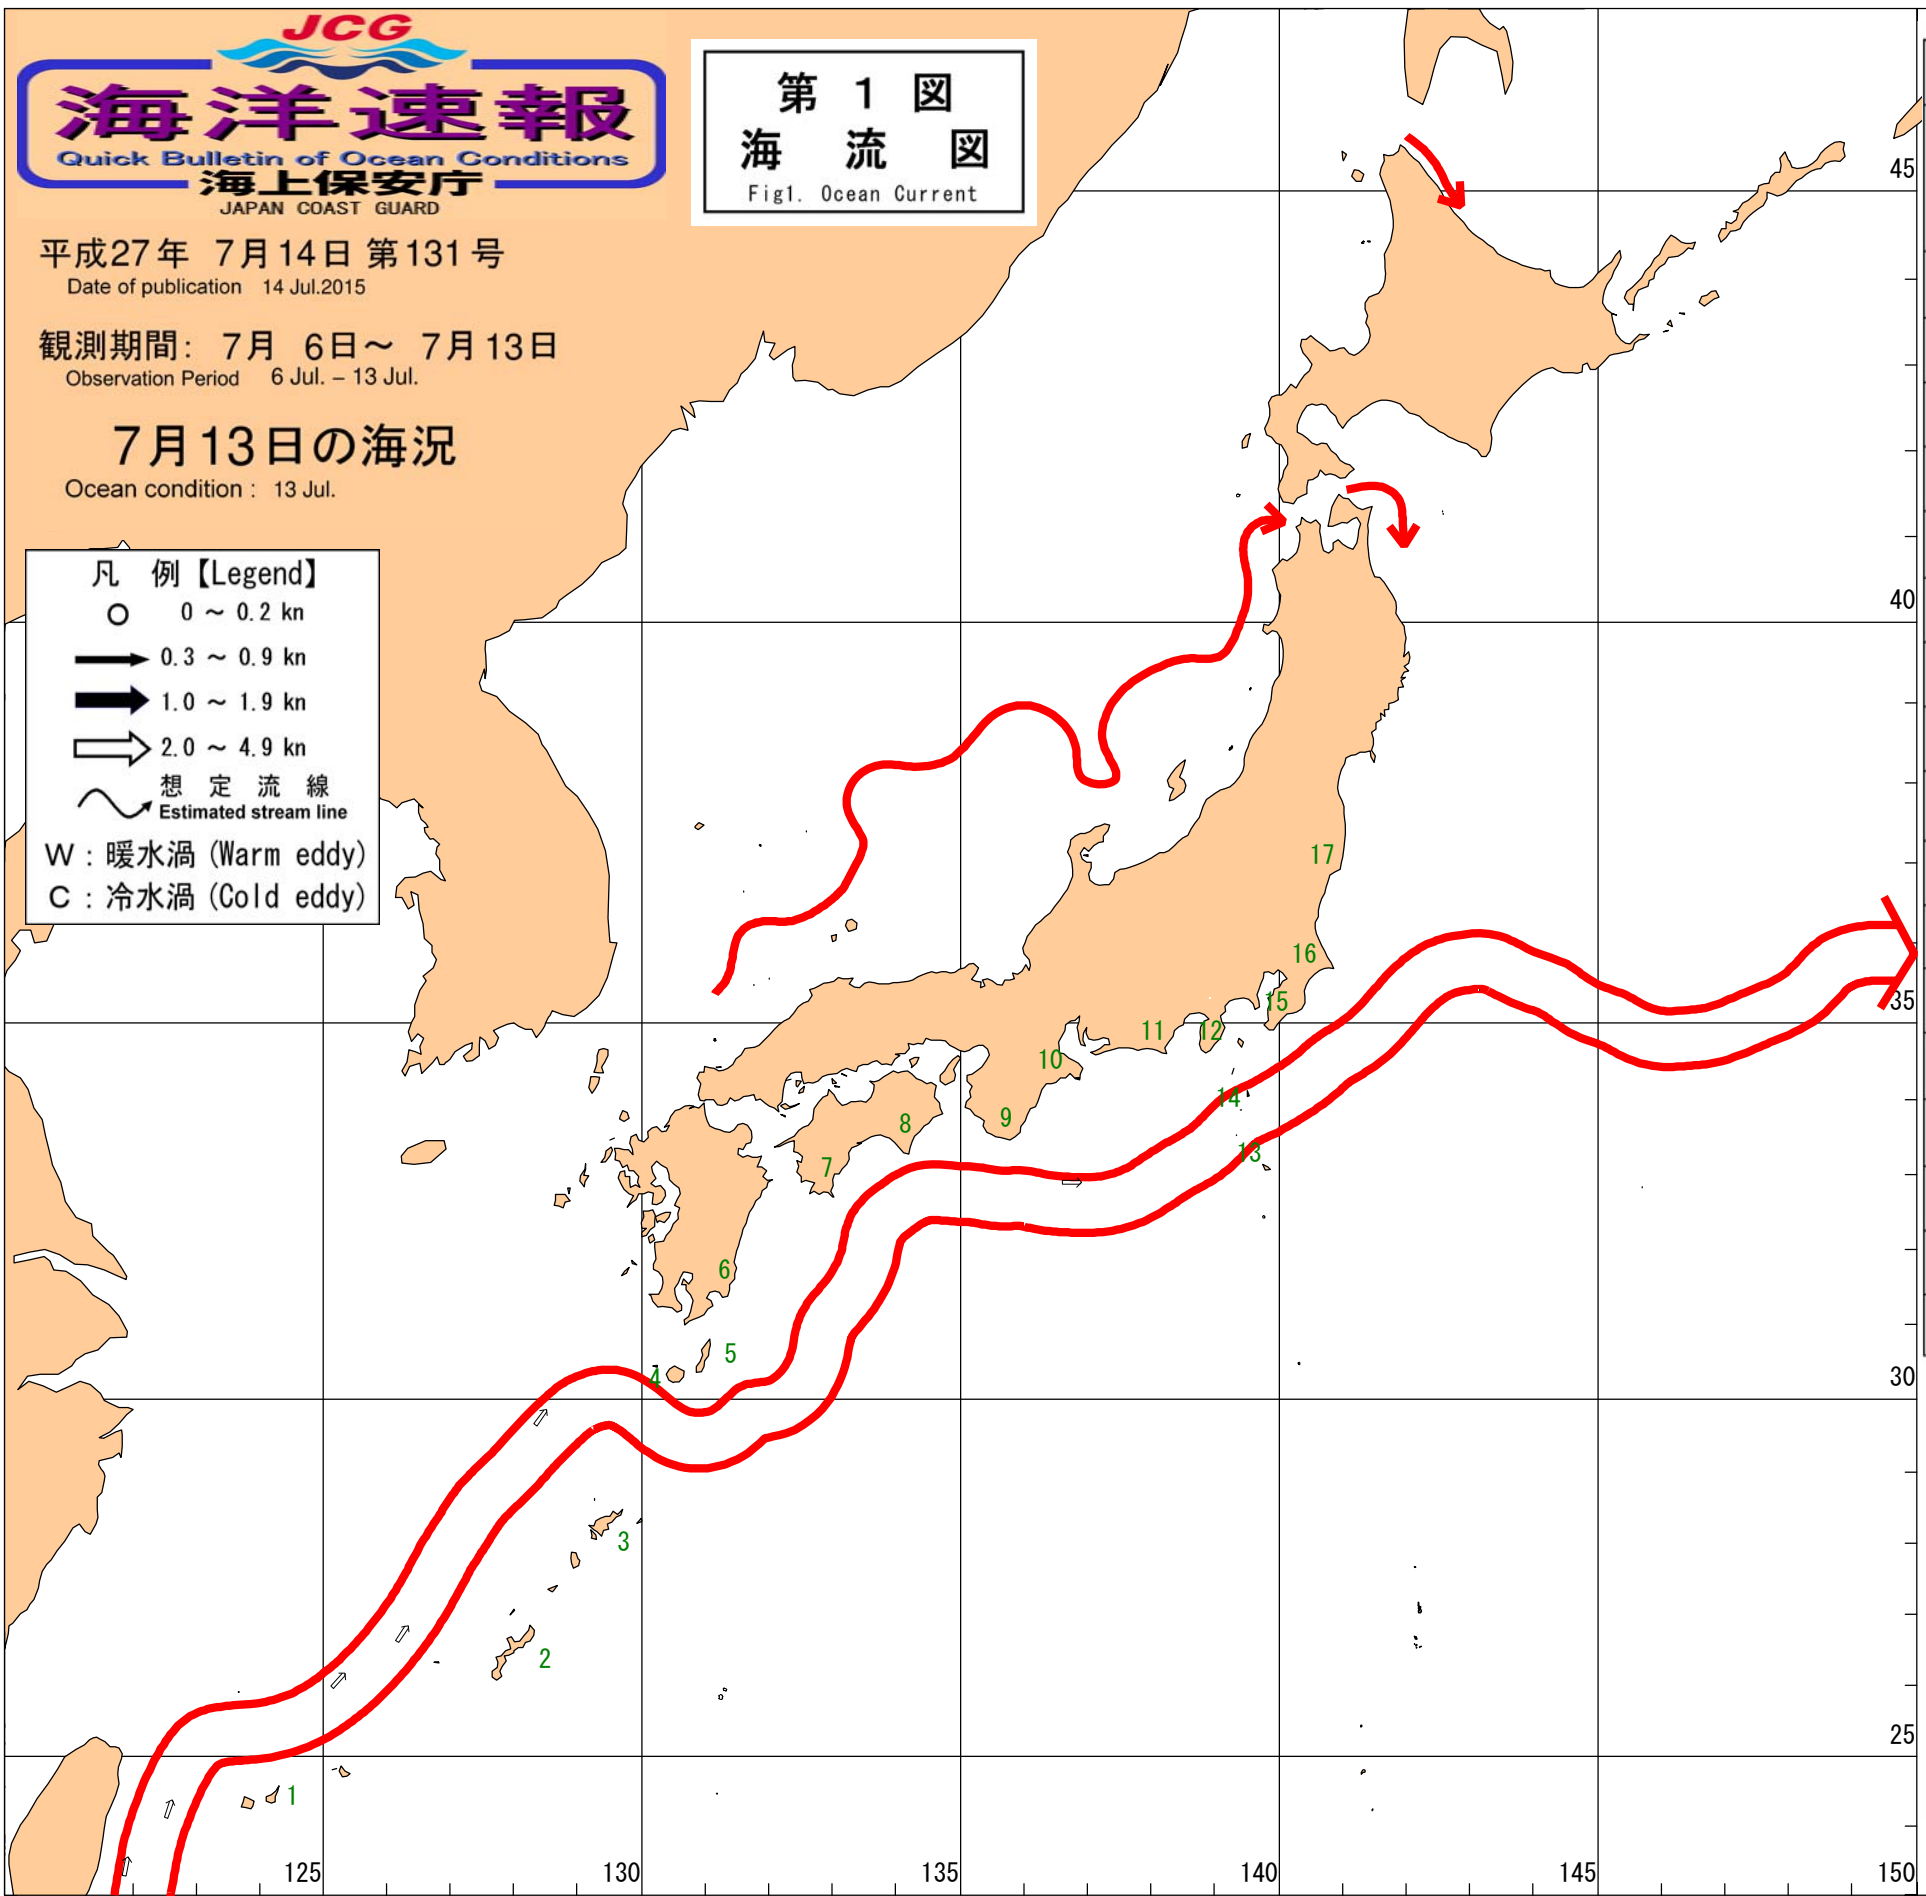 JCG
海洋速報
Quick Bulletin of Ocean Conditions
海上保安庁
JAPAN COAST GUARD
第 1 図
海 流 図
Fig1. Ocean Current
平成27年 7月14日 第131号
Date of publication 14 Jul.2015
観測期間: 7月 6日～ 7月13日
Observation Period 6 Jul. – 13 Jul.
7月13日の海況
Ocean condition : 13 Jul.
凡 例【Legend】
0 ～ 0.2 kn
0.3 ～ 0.9 kn
1.0 ～ 1.9 kn
2.0 ～ 4.9 kn
想 定 流 線
Estimated stream line
W : 暖水渦 (Warm eddy)
C : 冷水渦 (Cold eddy)
45
40
17
16
35
15
11
12
10
14
9
8
13
7
6
5
4
30
3
2
25
1
125
130
135
140
145
150